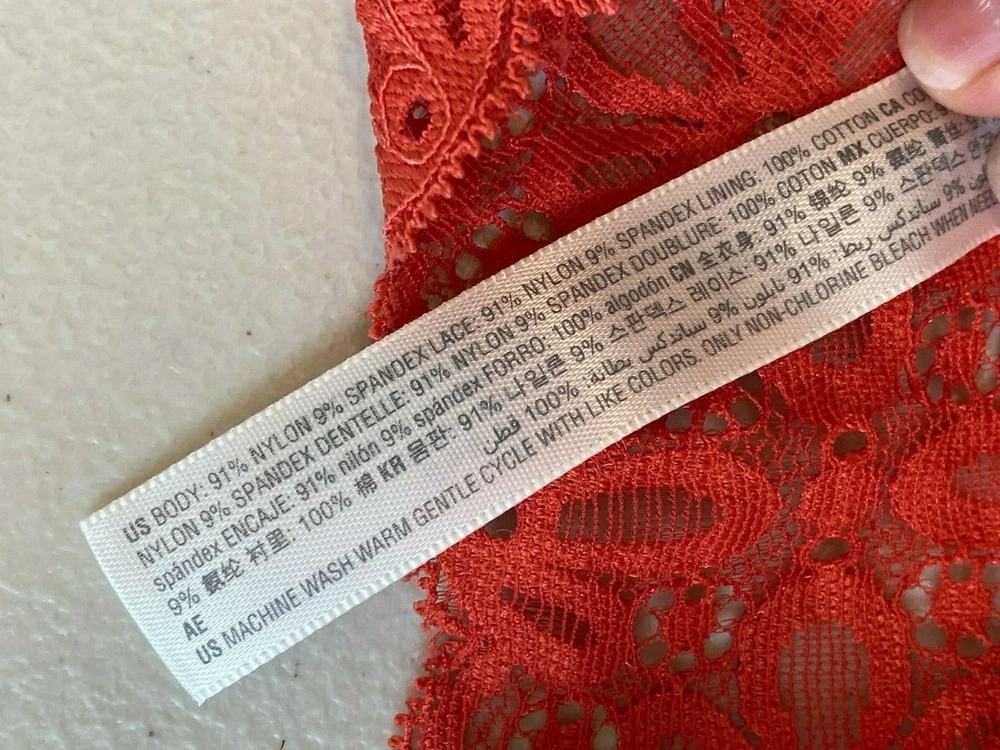 US BODY: 91% NYLON 9% SPANDEX LACE: 91% NYLON 9% SPANDEX LINING: 100% COTTON CA
NYLON 9% SPANDEX DENTELLE: 91% NYLON 9% SPANDEX DOUBLURE: 100% COTON MX CUERPO:
spandex ENCAJE: 91% nilón 9% spandex FORRO: 100% algodón CN 全衣身: 91% 锦纶 9% 氨纶
9% 氨纶 衬里: 100% 棉 KR 몸판: 91% 나일론 9% 스판덱스 레이스: 91% 나일론 9% 스판덱스
AE ربط: 91% نايلون 9% سباندكس بطانة: 100% قطن
US MACHINE WASH WARM GENTLE CYCLE WITH LIKE COLORS. ONLY NON-CHLORINE BLEACH WHEN